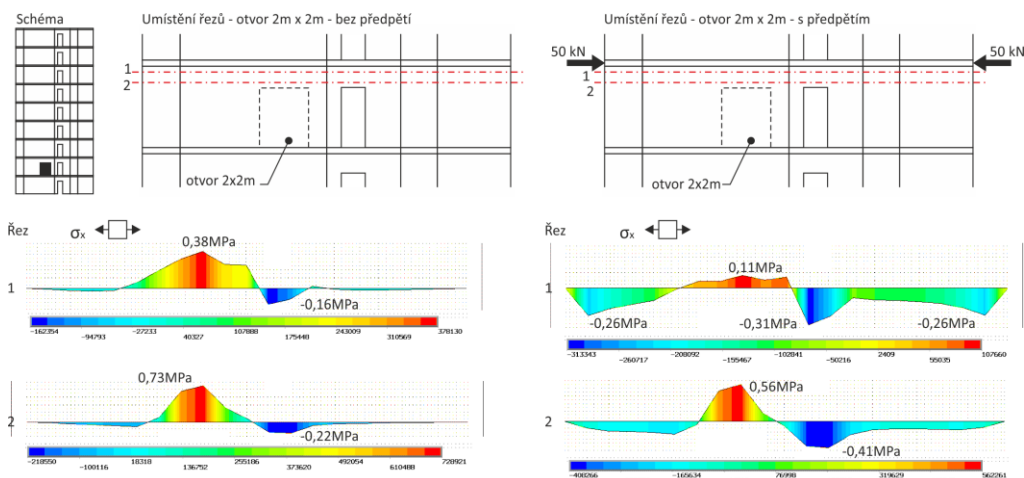 Schéma
Umístění řezů - otvor 2m x 2m - bez předpětí
1
2
otvor 2x2m
Umístění řezů - otvor 2m x 2m - s předpětím
50 kN
50 kN
1
2
otvor 2x2m
Řez
σx
0,38MPa
1
-0,16MPa
-162354 -94793 -27233 40327 107888 175448 243009 310569 378130
0,73MPa
2
-0,22MPa
-218550 -100116 18318 136752 255186 373620 492054 610488 728921
Řez
σx
0,11MPa
1
-0,26MPa
-0,31MPa
-0,26MPa
-313343 -260717 -208092 -155467 -102841 -50216 2409 55035 107660
0,56MPa
2
-0,41MPa
-408266 -165634 76998 319629 562261